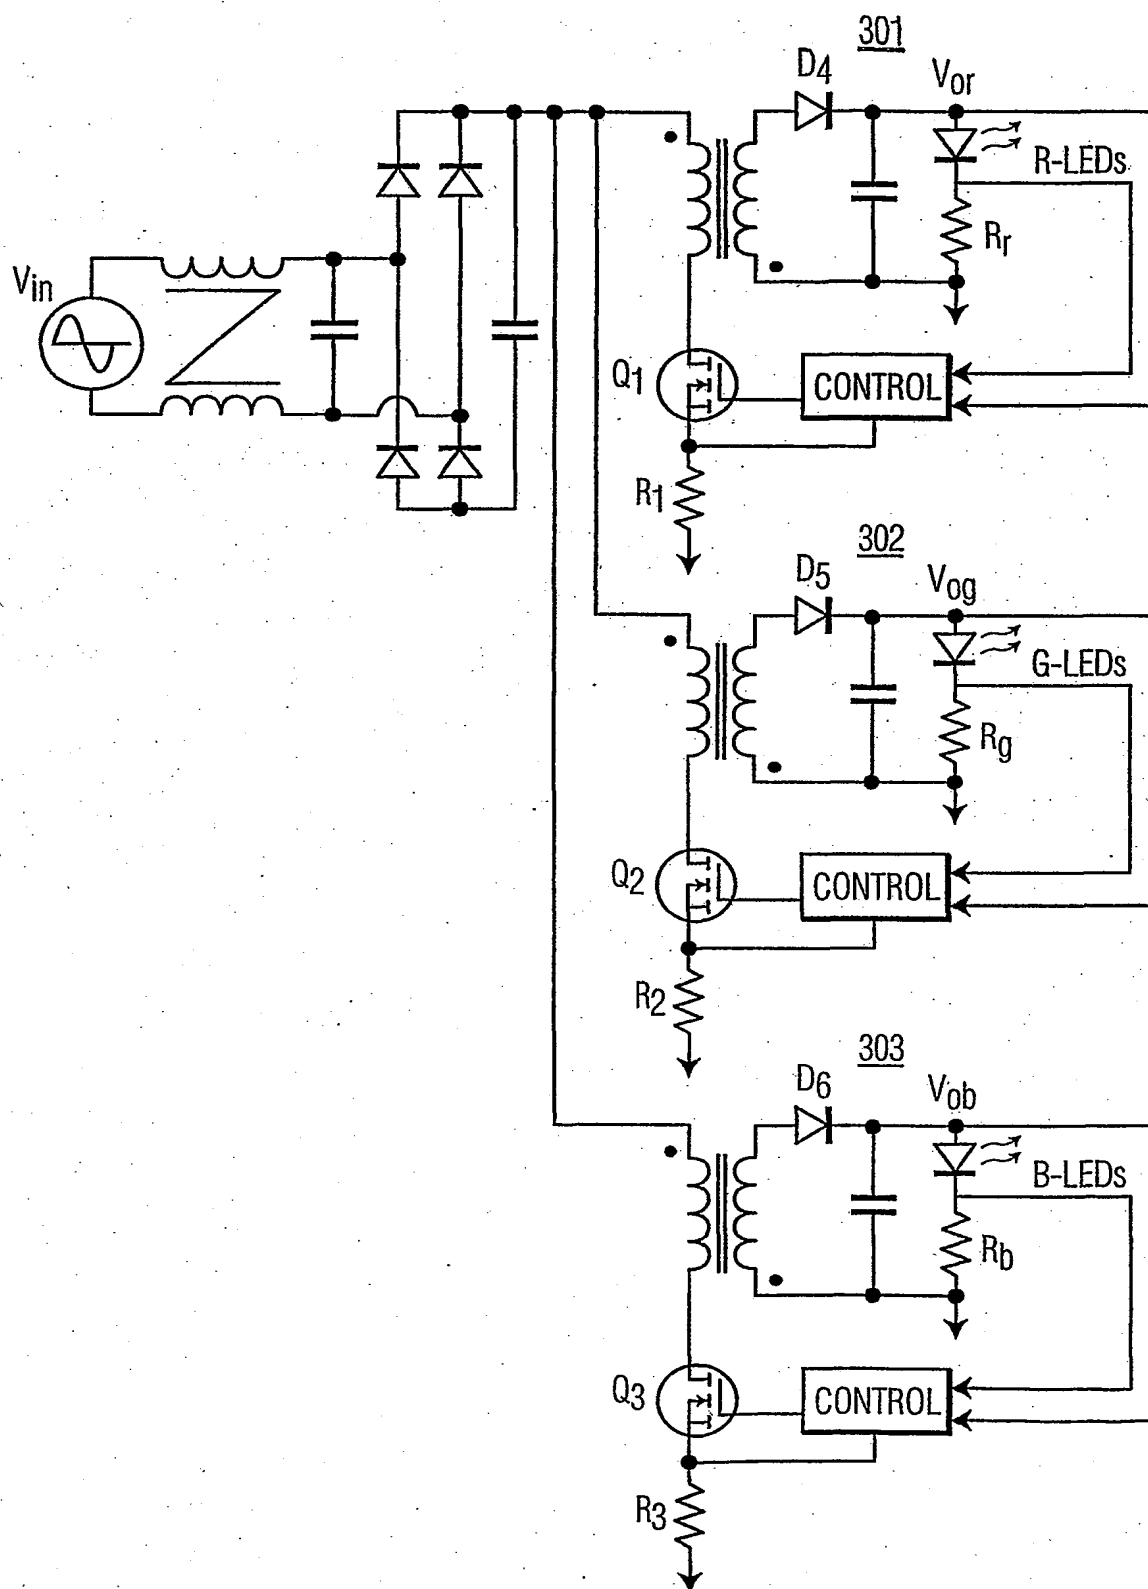 301
D4
Vor
R-LEDs
Rr
Vin
Q1
CONTROL
R1
302
D5
Vog
G-LEDs
Rg
Q2
CONTROL
R2
303
D6
Vob
B-LEDs
Rb
Q3
CONTROL
R3